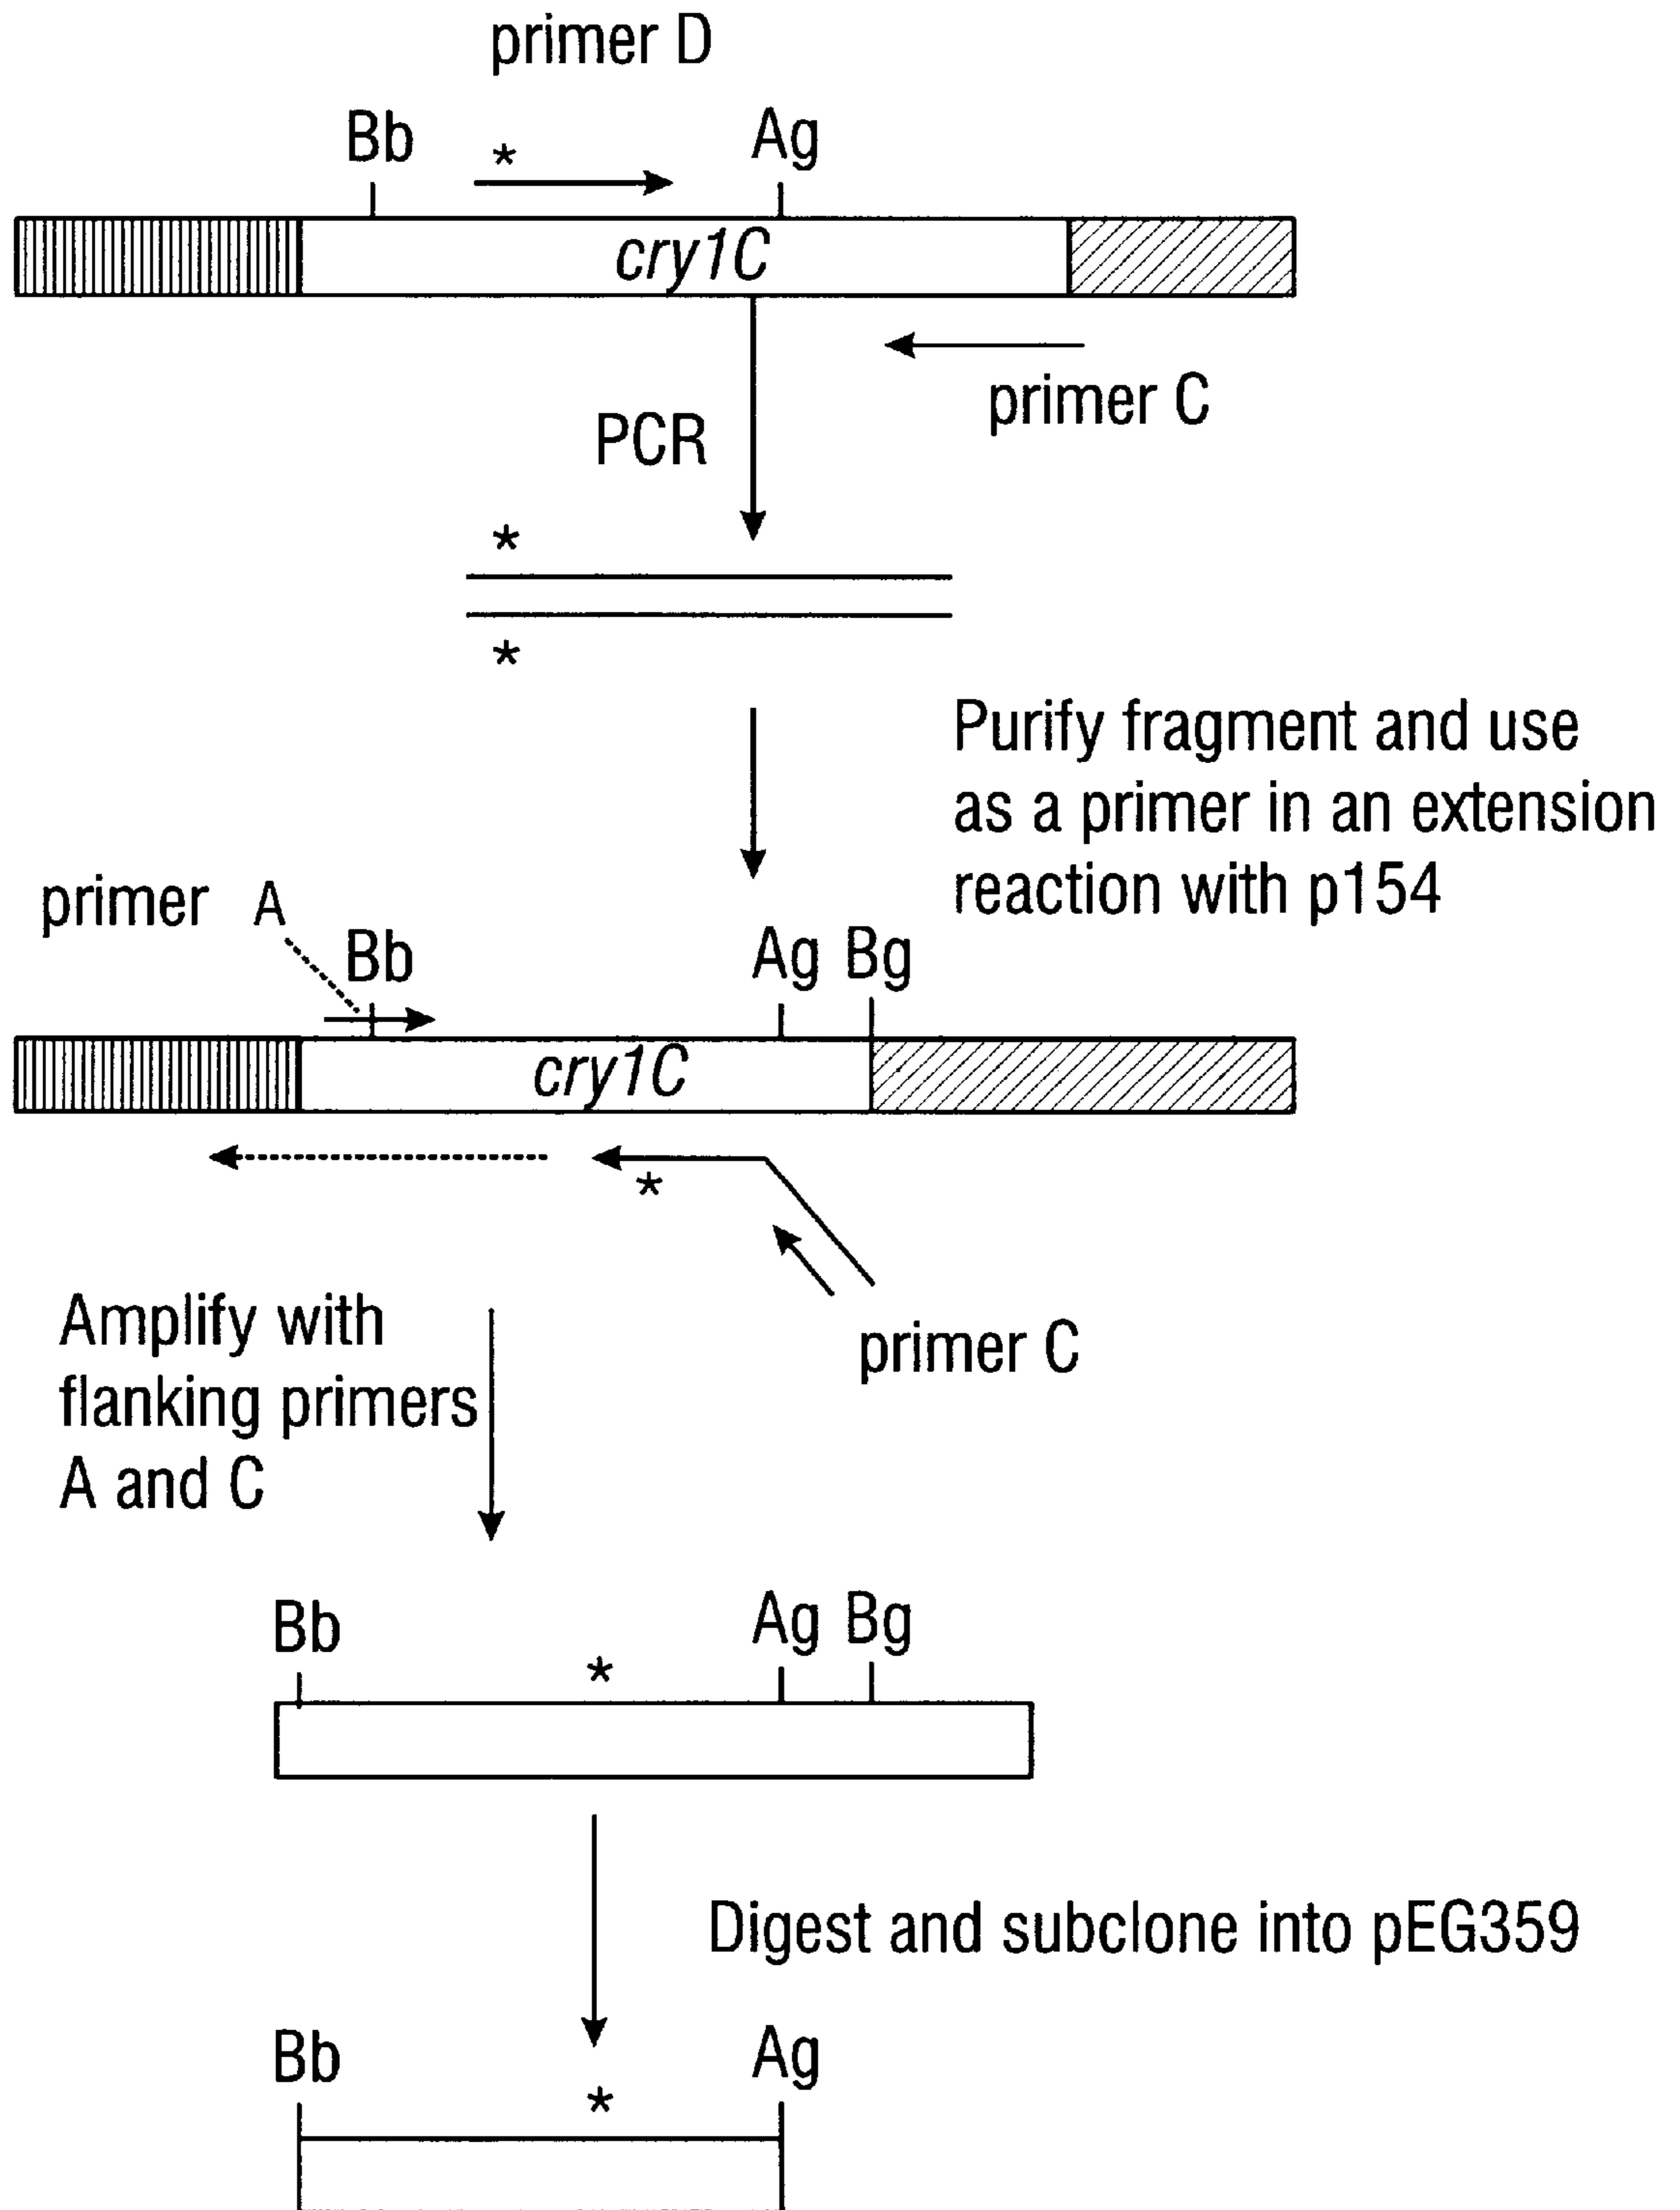 primer D
Bb
*
Ag
cry1C
primer C
PCR
*
*
Purify fragment and use
as a primer in an extension
reaction with p154
primer A
Bb
Ag Bg
cry1C
*
primer C
Amplify with
flanking primers
A and C
Bb
*
Ag Bg
Digest and subclone into pEG359
Bb
*
Ag